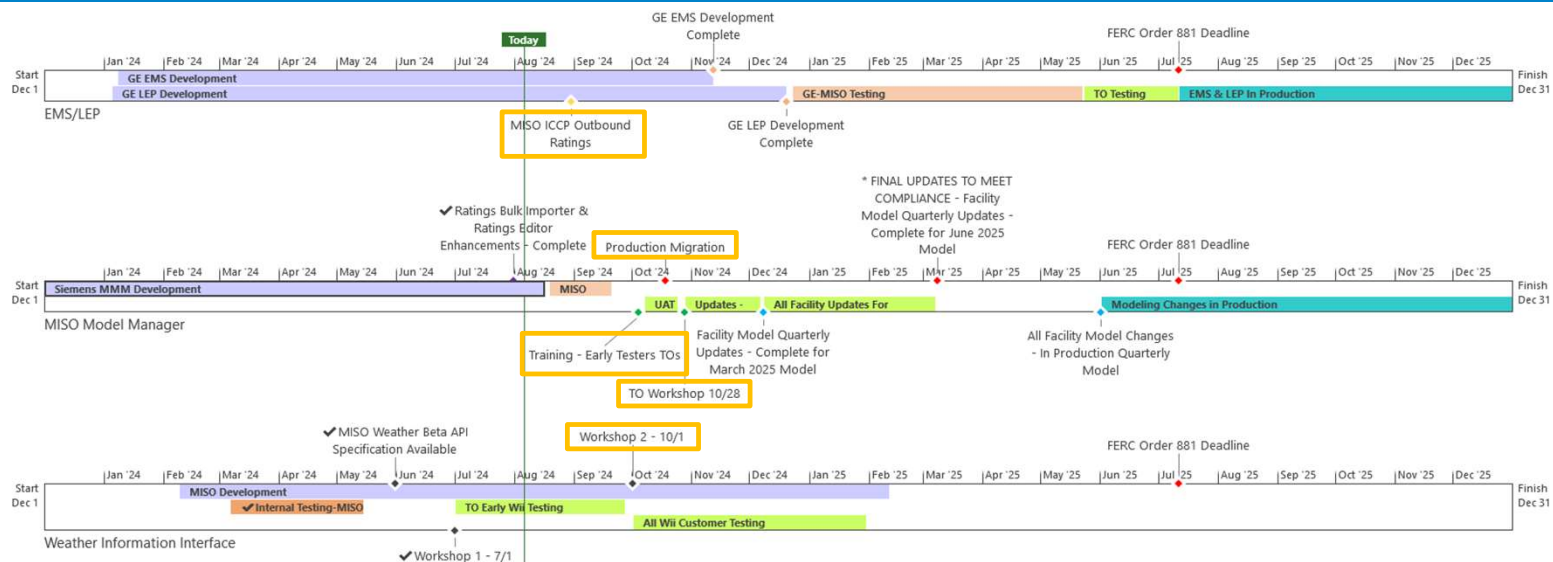 GE EMS Development
Complete
FERC Order 881 Deadline
Today
Jan '24 Feb '24 Mar '24 Apr '24 May '24 Jun '24 Jul '24 Aug '24 Sep '24 Oct '24 Nov '24 Dec '24 Jan '25 Feb '25 Mar '25 Apr '25 May '25 Jun '25 Jul '25 Aug '25 Sep '25 Oct '25 Nov '25 Dec '25
Start
Dec 1
GE EMS Development
GE LEP Development
GE-MISO Testing
TO Testing
EMS & LEP In Production
Finish
Dec 31
EMS/LEP
MISO ICCP Outbound
Ratings
GE LEP Development
Complete
* FINAL UPDATES TO MEET
COMPLIANCE - Facility
Model Quarterly Updates -
Complete for June 2025
Model
✔ Ratings Bulk Importer &
Ratings Editor
Enhancements - Complete
Production Migration
FERC Order 881 Deadline
Jan '24 Feb '24 Mar '24 Apr '24 May '24 Jun '24 Jul '24 Aug '24 Sep '24 Oct '24 Nov '24 Dec '24 Jan '25 Feb '25 Mar '25 Apr '25 May '25 Jun '25 Jul '25 Aug '25 Sep '25 Oct '25 Nov '25 Dec '25
Start
Dec 1
Siemens MMM Development
MISO
UAT
Updates -
All Facility Updates For
Modeling Changes in Production
Finish
Dec 31
MISO Model Manager
Training - Early Testers TOs
Facility Model Quarterly
Updates - Complete for
March 2025 Model
All Facility Model Changes
- In Production Quarterly
Model
TO Workshop 10/28
✔ MISO Weather Beta API
Specification Available
Workshop 2 - 10/1
FERC Order 881 Deadline
Jan '24 Feb '24 Mar '24 Apr '24 May '24 Jun '24 Jul '24 Aug '24 Sep '24 Oct '24 Nov '24 Dec '24 Jan '25 Feb '25 Mar '25 Apr '25 May '25 Jun '25 Jul '25 Aug '25 Sep '25 Oct '25 Nov '25 Dec '25
Start
Dec 1
MISO Development
✔ Internal Testing-MISO
TO Early Wii Testing
All Wii Customer Testing
Finish
Dec 31
Weather Information Interface
✔ Workshop 1 - 7/1